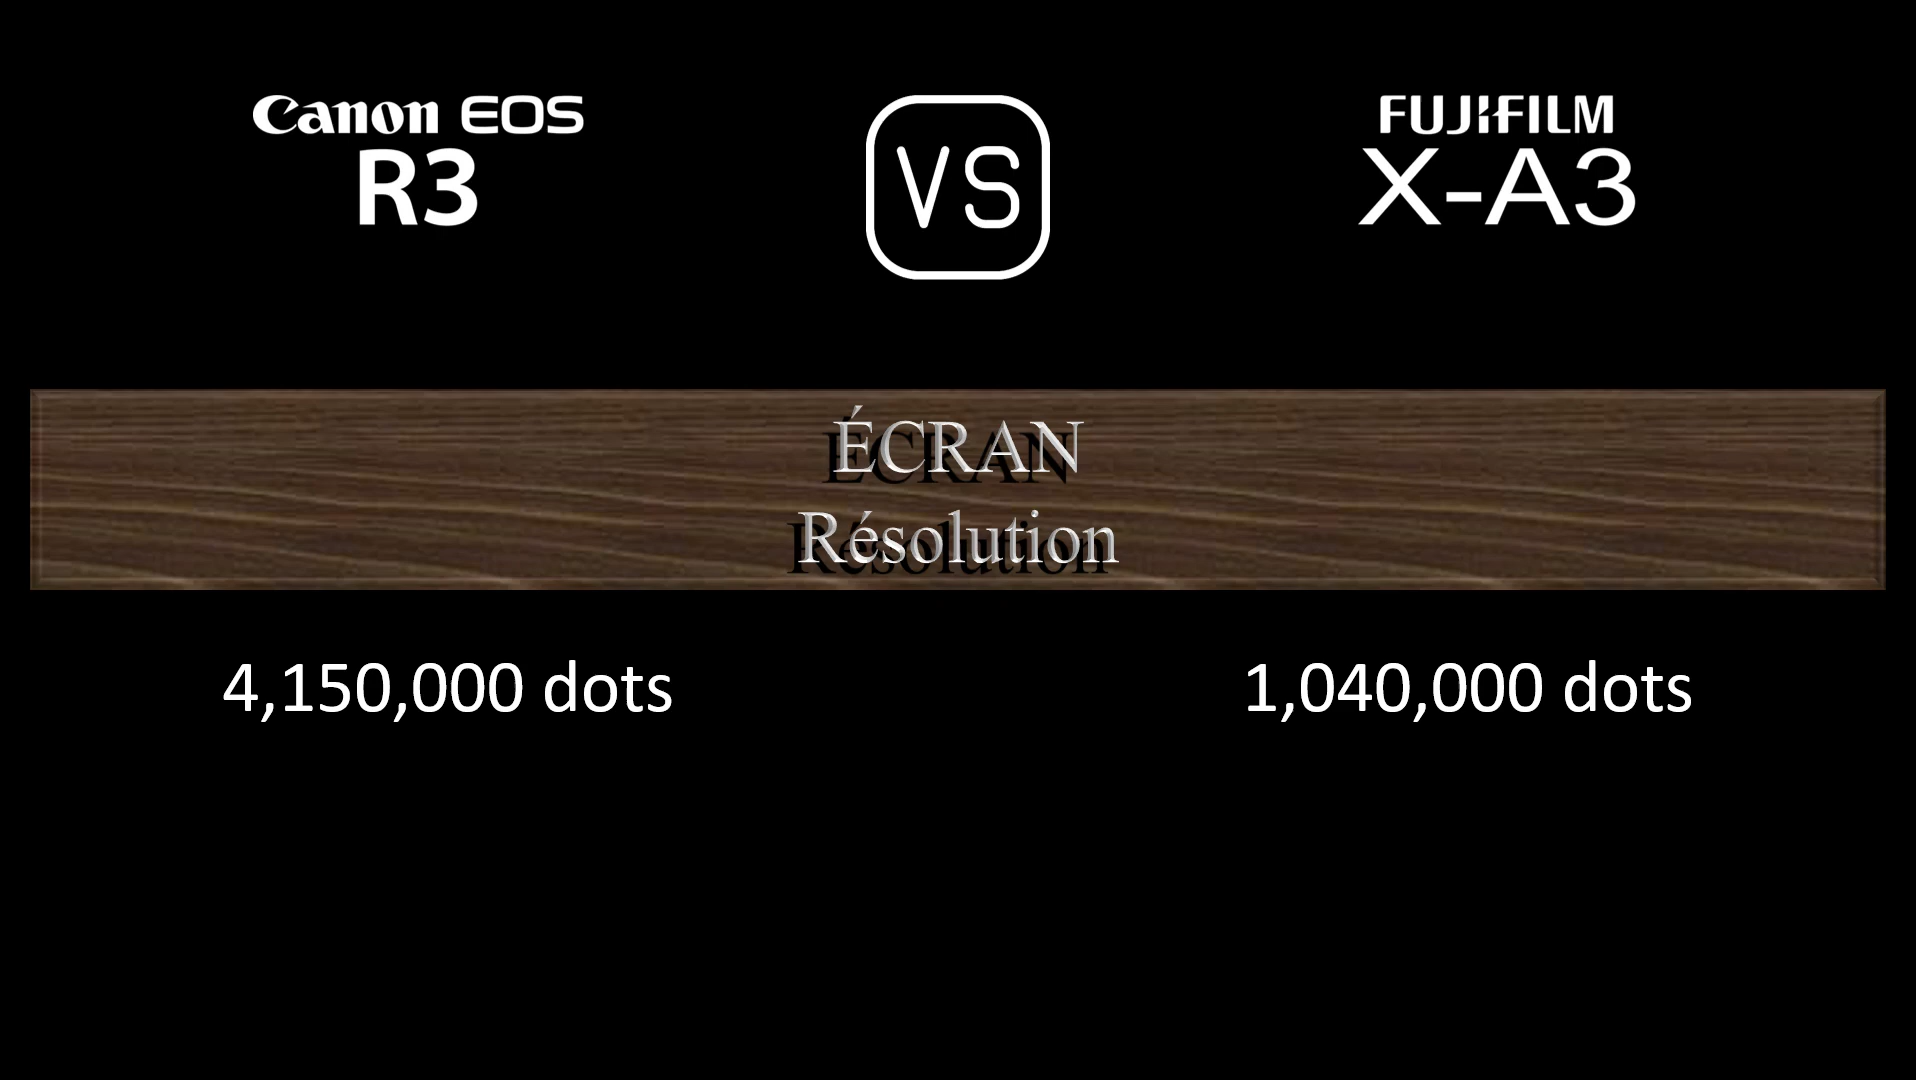 Canon EOS
R3
VS
FUJIFILM
X-A3
ÉCRAN
Résolution
4,150,000 dots
1,040,000 dots